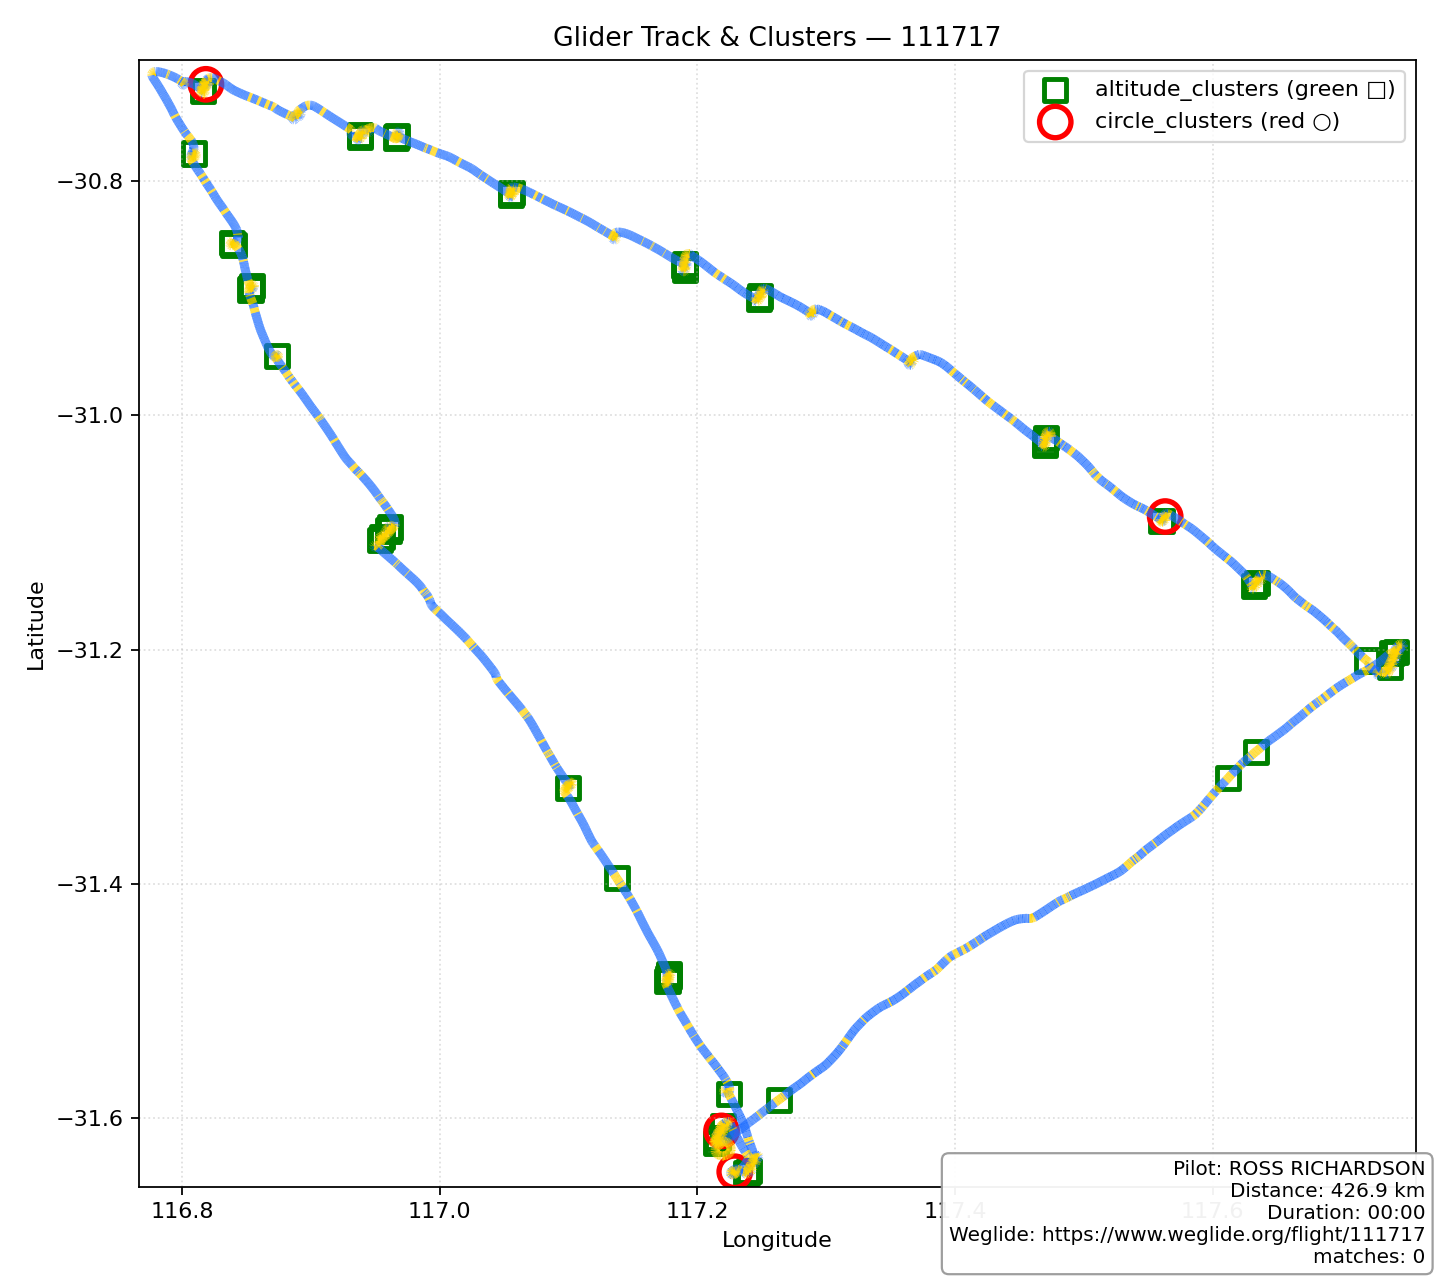 Glider Track & Clusters — 111717
altitude_clusters (green □)
circle_clusters (red ○)
Latitude
−30.8
−31.0
−31.2
−31.4
−31.6
116.8
117.0
117.2
117.4
117.6
Longitude
Pilot: ROSS RICHARDSON
Distance: 426.9 km
Duration: 00:00
Weglide: https://www.weglide.org/flight/111717
matches: 0